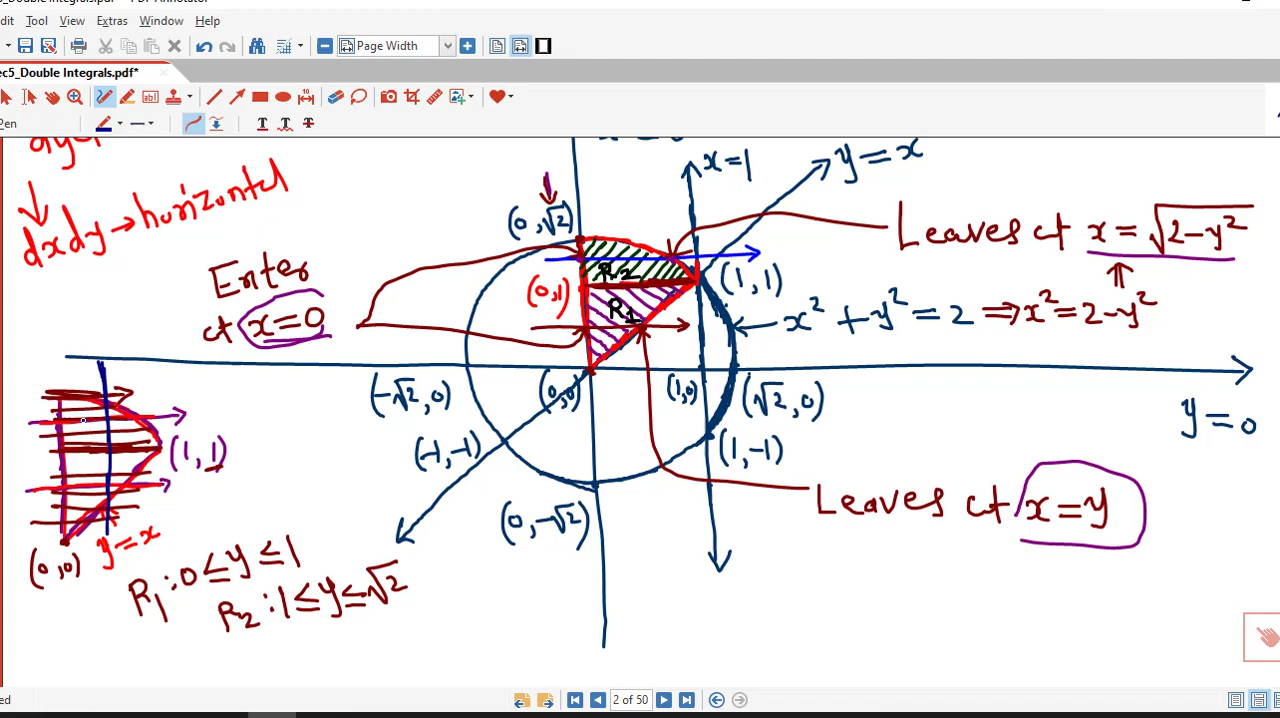 ec5_Double Integrals.pdf*
dit Tool View Extras Window Help
Page Width
ec5_Double Integrals.pdf*
Pen
dxdy → horizontal
x=1
y=x
(0,√2)
Leaves at x=√2-y²
Enter
at x=0
(0,1)
R2
R1
(1,1)
x²+y²=2 ⇒x²=2-y²
(-√2,0)
(0,0)
(1,0)
(√2,0)
y=0
(1,1)
(-1,-1)
(1,-1)
(0,-√2)
Leaves at x=y
y=x
(0,0)
R1:0≤y≤1
R2:1≤y≤√2
2 of 50